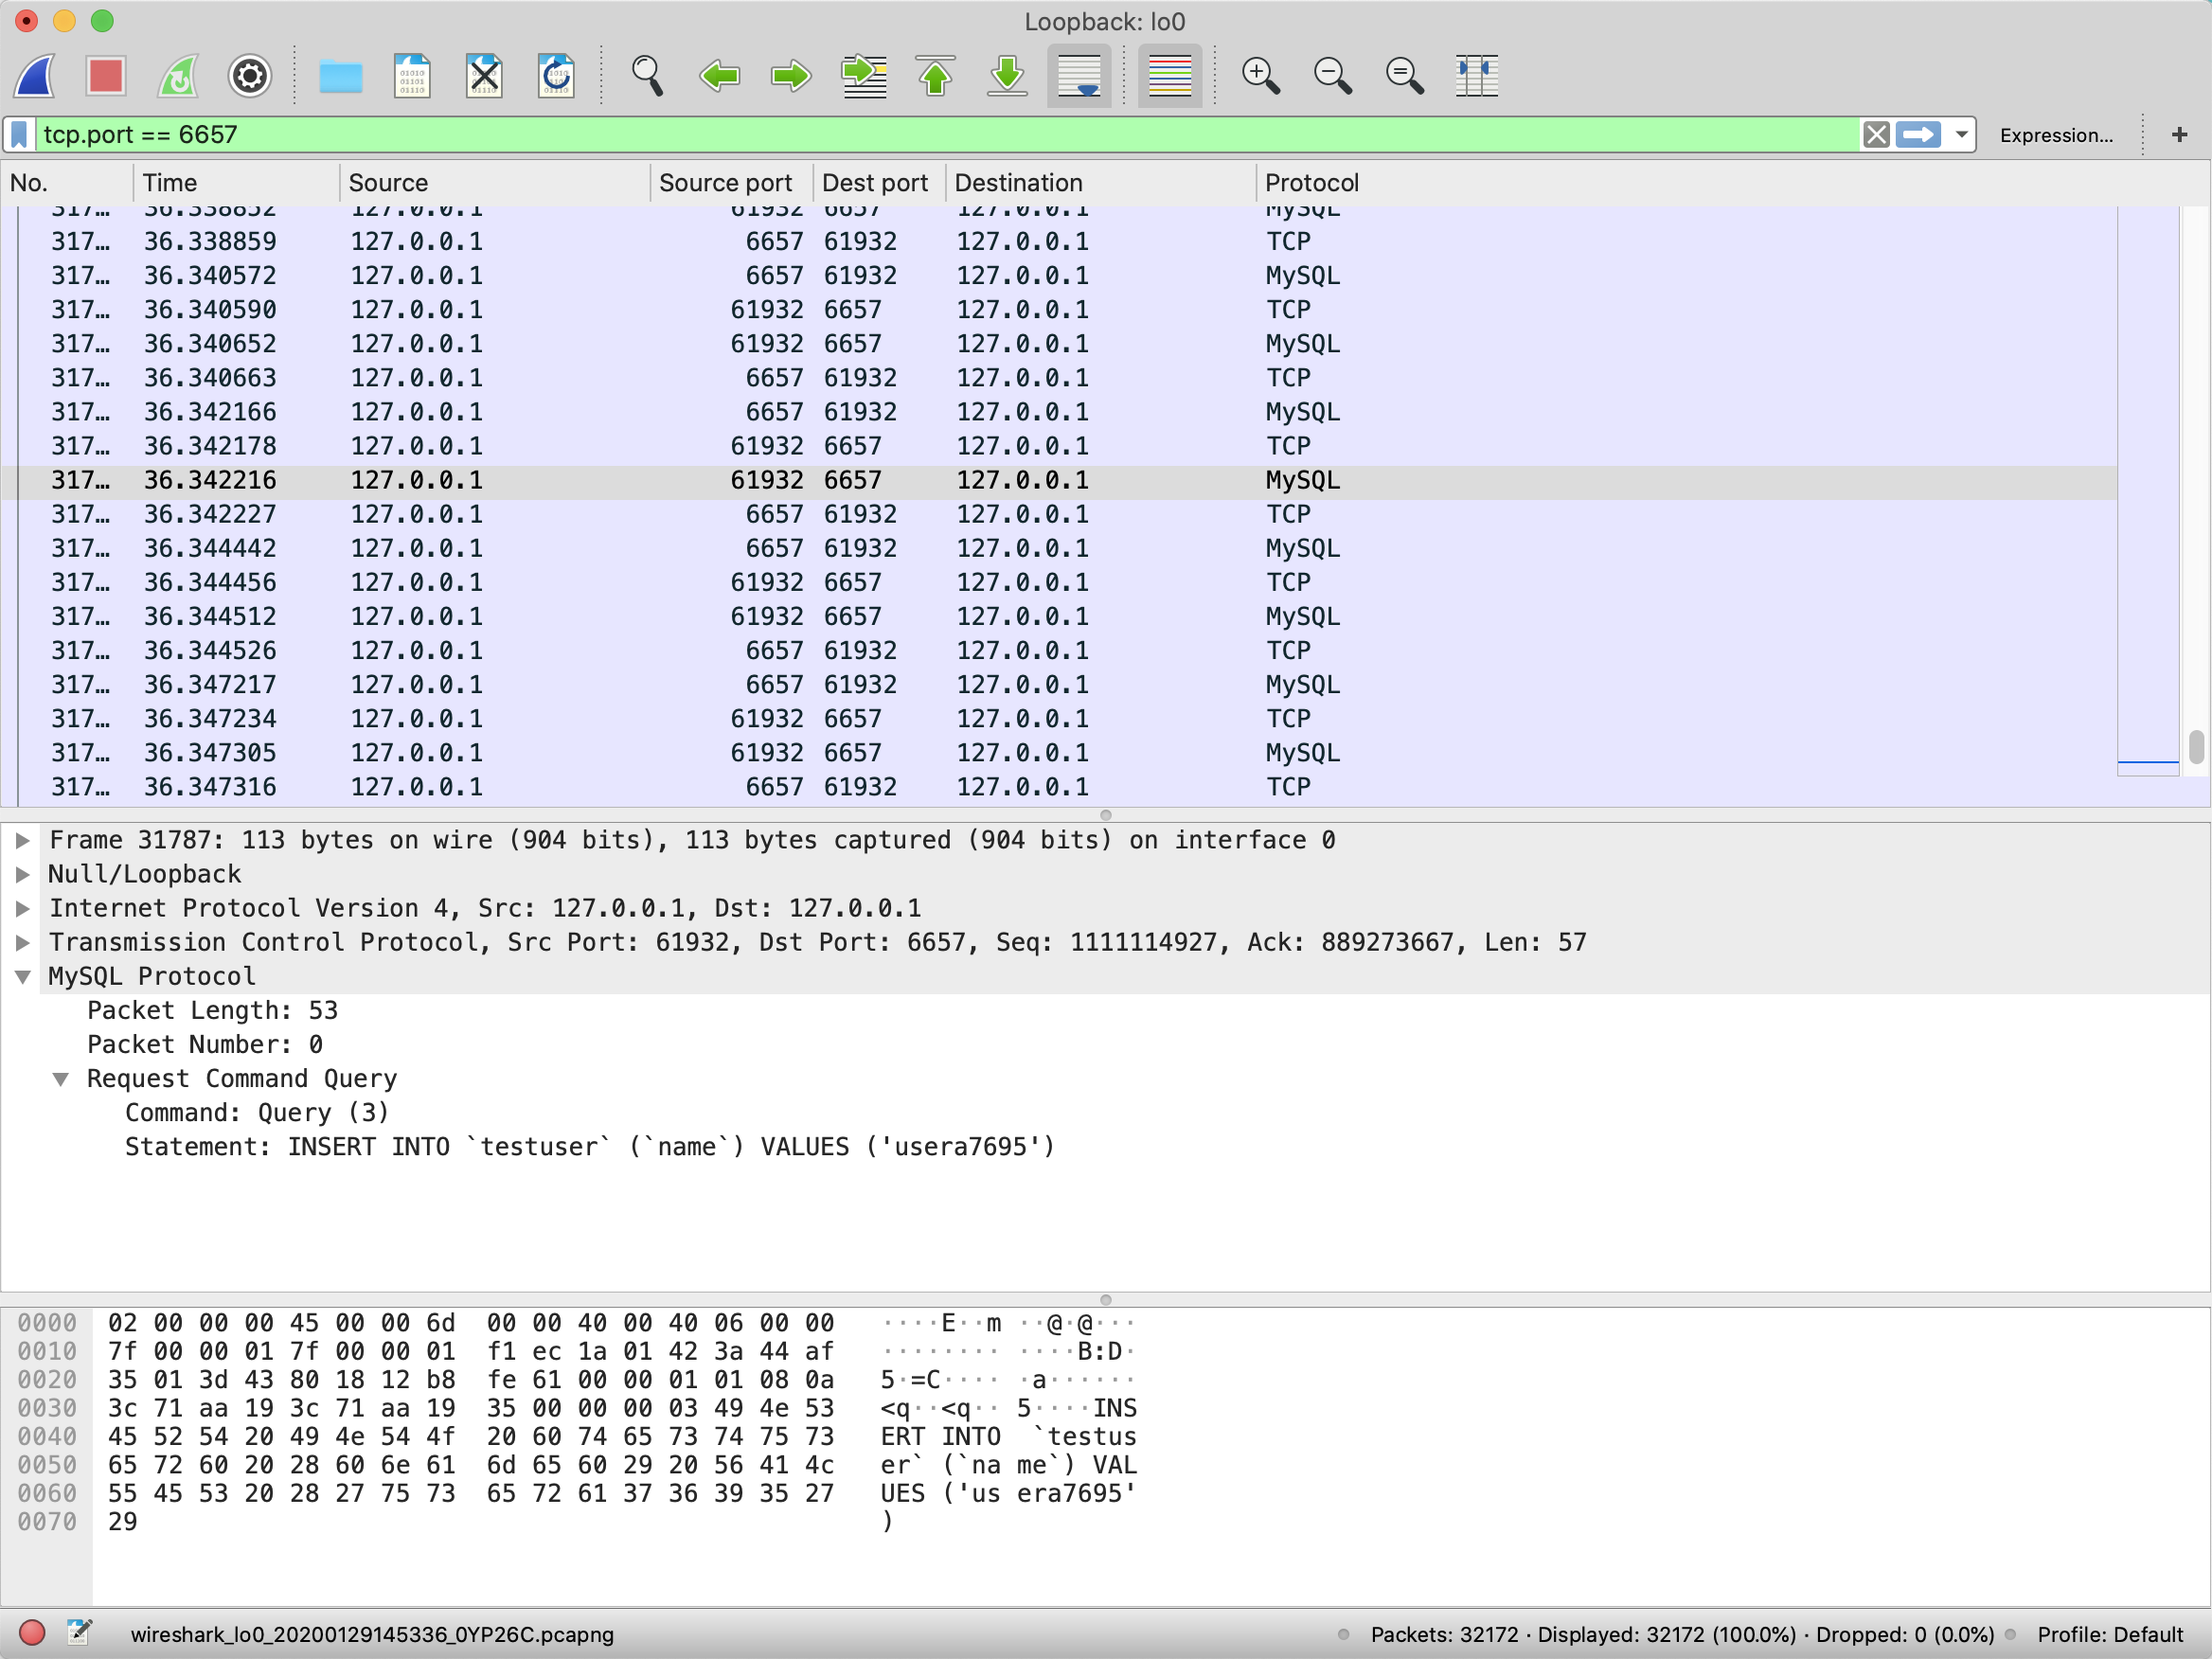 Loopback: lo0
tcp.port == 6657
Expression...
+
No. Time Source Source port Dest port Destination Protocol
317… 36.338852 127.0.0.1 61932 6657 127.0.0.1 MySQL
317… 36.338859 127.0.0.1 6657 61932 127.0.0.1 TCP
317… 36.340572 127.0.0.1 6657 61932 127.0.0.1 MySQL
317… 36.340590 127.0.0.1 61932 6657 127.0.0.1 TCP
317… 36.340652 127.0.0.1 61932 6657 127.0.0.1 MySQL
317… 36.340663 127.0.0.1 6657 61932 127.0.0.1 TCP
317… 36.342166 127.0.0.1 6657 61932 127.0.0.1 MySQL
317… 36.342178 127.0.0.1 61932 6657 127.0.0.1 TCP
317… 36.342216 127.0.0.1 61932 6657 127.0.0.1 MySQL
317… 36.342227 127.0.0.1 6657 61932 127.0.0.1 TCP
317… 36.344442 127.0.0.1 6657 61932 127.0.0.1 MySQL
317… 36.344456 127.0.0.1 61932 6657 127.0.0.1 TCP
317… 36.344512 127.0.0.1 61932 6657 127.0.0.1 MySQL
317… 36.344526 127.0.0.1 6657 61932 127.0.0.1 TCP
317… 36.347217 127.0.0.1 6657 61932 127.0.0.1 MySQL
317… 36.347234 127.0.0.1 61932 6657 127.0.0.1 TCP
317… 36.347305 127.0.0.1 61932 6657 127.0.0.1 MySQL
317… 36.347316 127.0.0.1 6657 61932 127.0.0.1 TCP
Frame 31787: 113 bytes on wire (904 bits), 113 bytes captured (904 bits) on interface 0
Null/Loopback
Internet Protocol Version 4, Src: 127.0.0.1, Dst: 127.0.0.1
Transmission Control Protocol, Src Port: 61932, Dst Port: 6657, Seq: 1111114927, Ack: 889273667, Len: 57
MySQL Protocol
Packet Length: 53
Packet Number: 0
Request Command Query
Command: Query (3)
Statement: INSERT INTO `testuser` (`name`) VALUES ('usera7695')
0000 02 00 00 00 45 00 00 6d 00 00 40 00 40 06 00 00 ····E··m ··@·@···
0010 7f 00 00 01 7f 00 00 01 f1 ec 1a 01 42 3a 44 af ········ ····B:D·
0020 35 01 3d 43 80 18 12 b8 fe 61 00 00 01 01 08 0a 5·=C···· ·a······
0030 3c 71 aa 19 3c 71 aa 19 35 00 00 00 03 49 4e 53 <q··<q·· 5····INS
0040 45 52 54 20 49 4e 54 4f 20 60 74 65 73 74 75 73 ERT INTO `testus
0050 65 72 60 20 28 60 6e 61 6d 65 60 29 20 56 41 4c er` (`na me`) VAL
0060 55 45 53 20 28 27 75 73 65 72 61 37 36 39 35 27 UES ('us era7695'
0070 29 )
wireshark_lo0_20200129145336_0YP26C.pcapng Packets: 32172 · Displayed: 32172 (100.0%) · Dropped: 0 (0.0%) Profile: Default